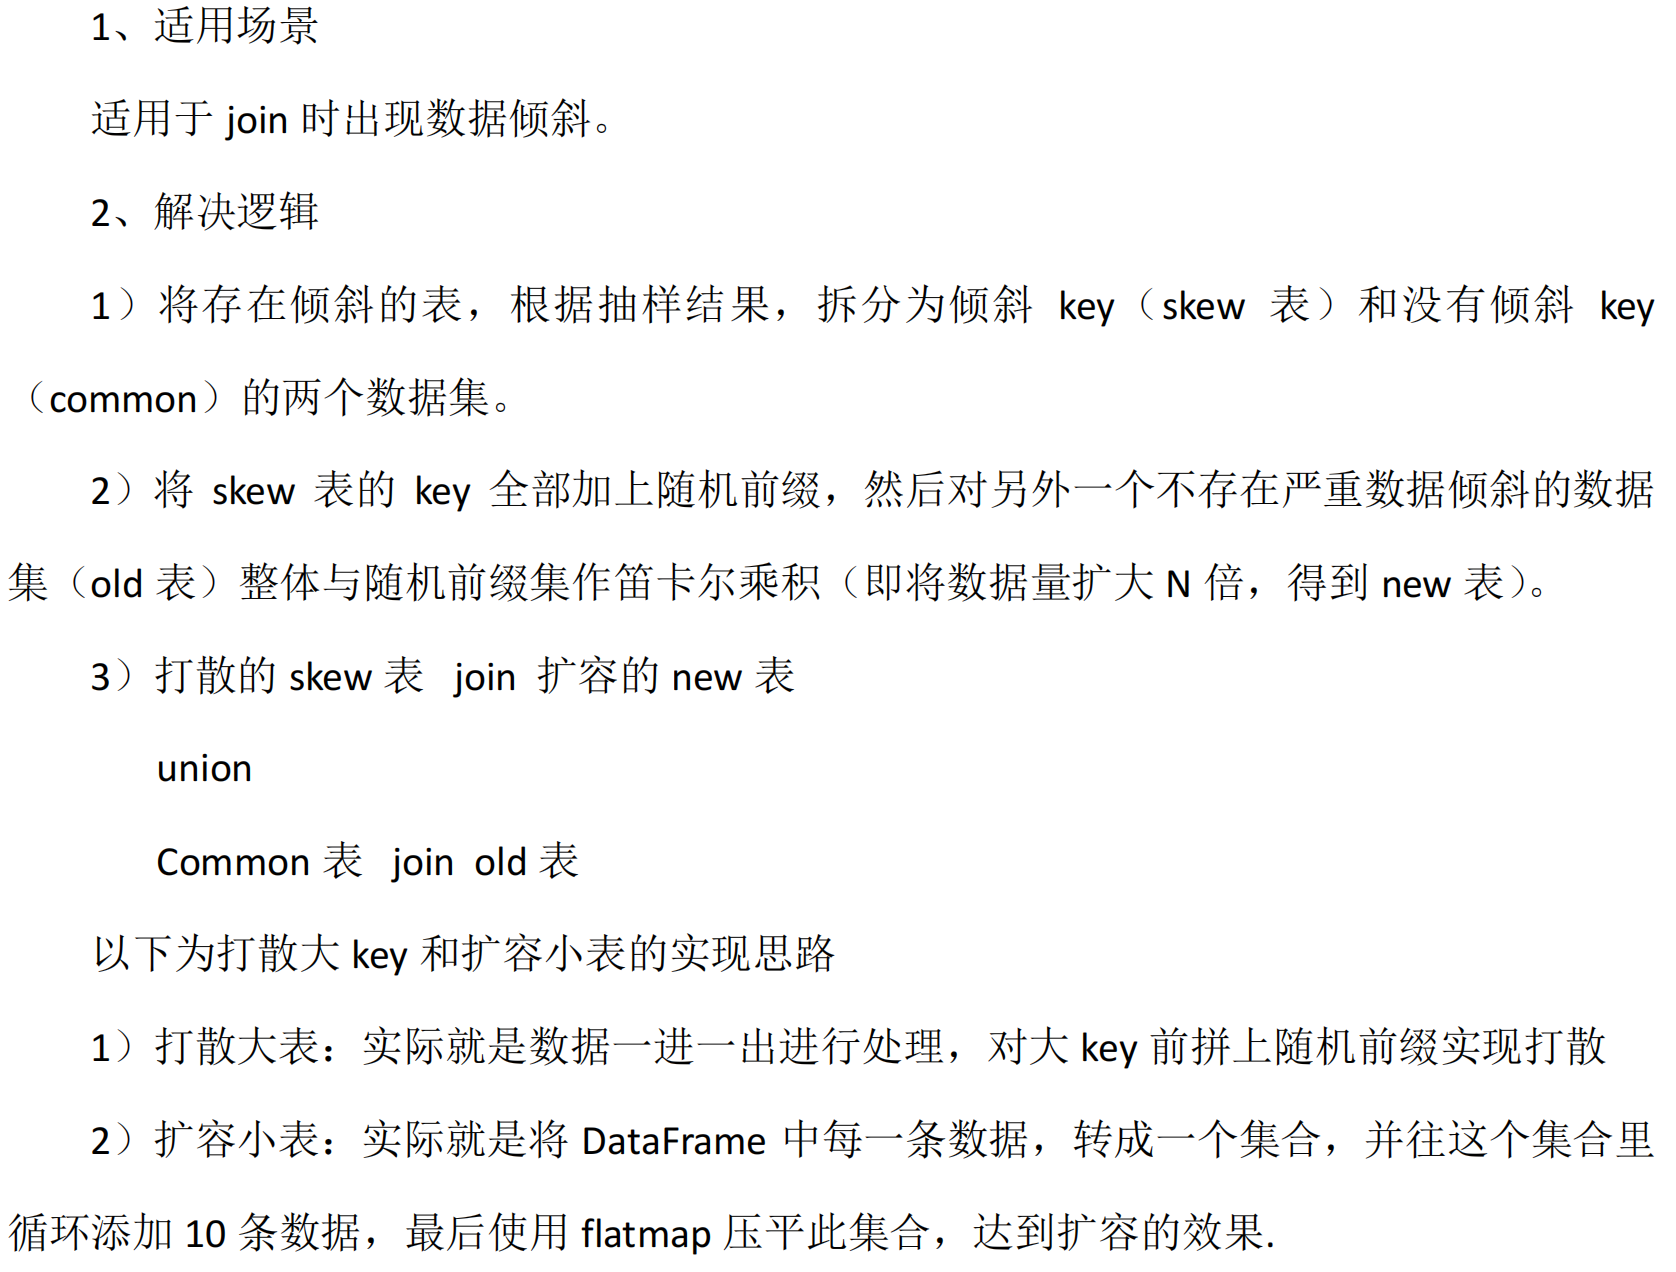 1、适用场景
适用于 join 时出现数据倾斜。
2、解决逻辑
1）将存在倾斜的表，根据抽样结果，拆分为倾斜 key（skew 表）和没有倾斜 key
（common）的两个数据集。
2）将 skew 表的 key 全部加上随机前缀，然后对另外一个不存在严重数据倾斜的数据
集（old 表）整体与随机前缀集作笛卡尔乘积（即将数据量扩大 N 倍，得到 new 表）。
3）打散的 skew 表 join 扩容的 new 表
union
Common 表 join old 表
以下为打散大 key 和扩容小表的实现思路
1）打散大表：实际就是数据一进一出进行处理，对大 key 前拼上随机前缀实现打散
2）扩容小表：实际就是将 DataFrame 中每一条数据，转成一个集合，并往这个集合里
循环添加 10 条数据，最后使用 flatmap 压平此集合，达到扩容的效果.